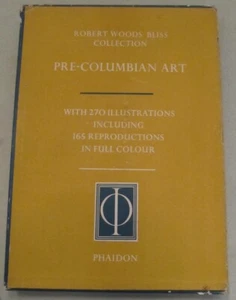 ROBERT WOODS BLISS
COLLECTION
PRE-COLUMBIAN ART
WITH 270 ILLUSTRATIONS
INCLUDING
165 REPRODUCTIONS
IN FULL COLOUR
PHAIDON